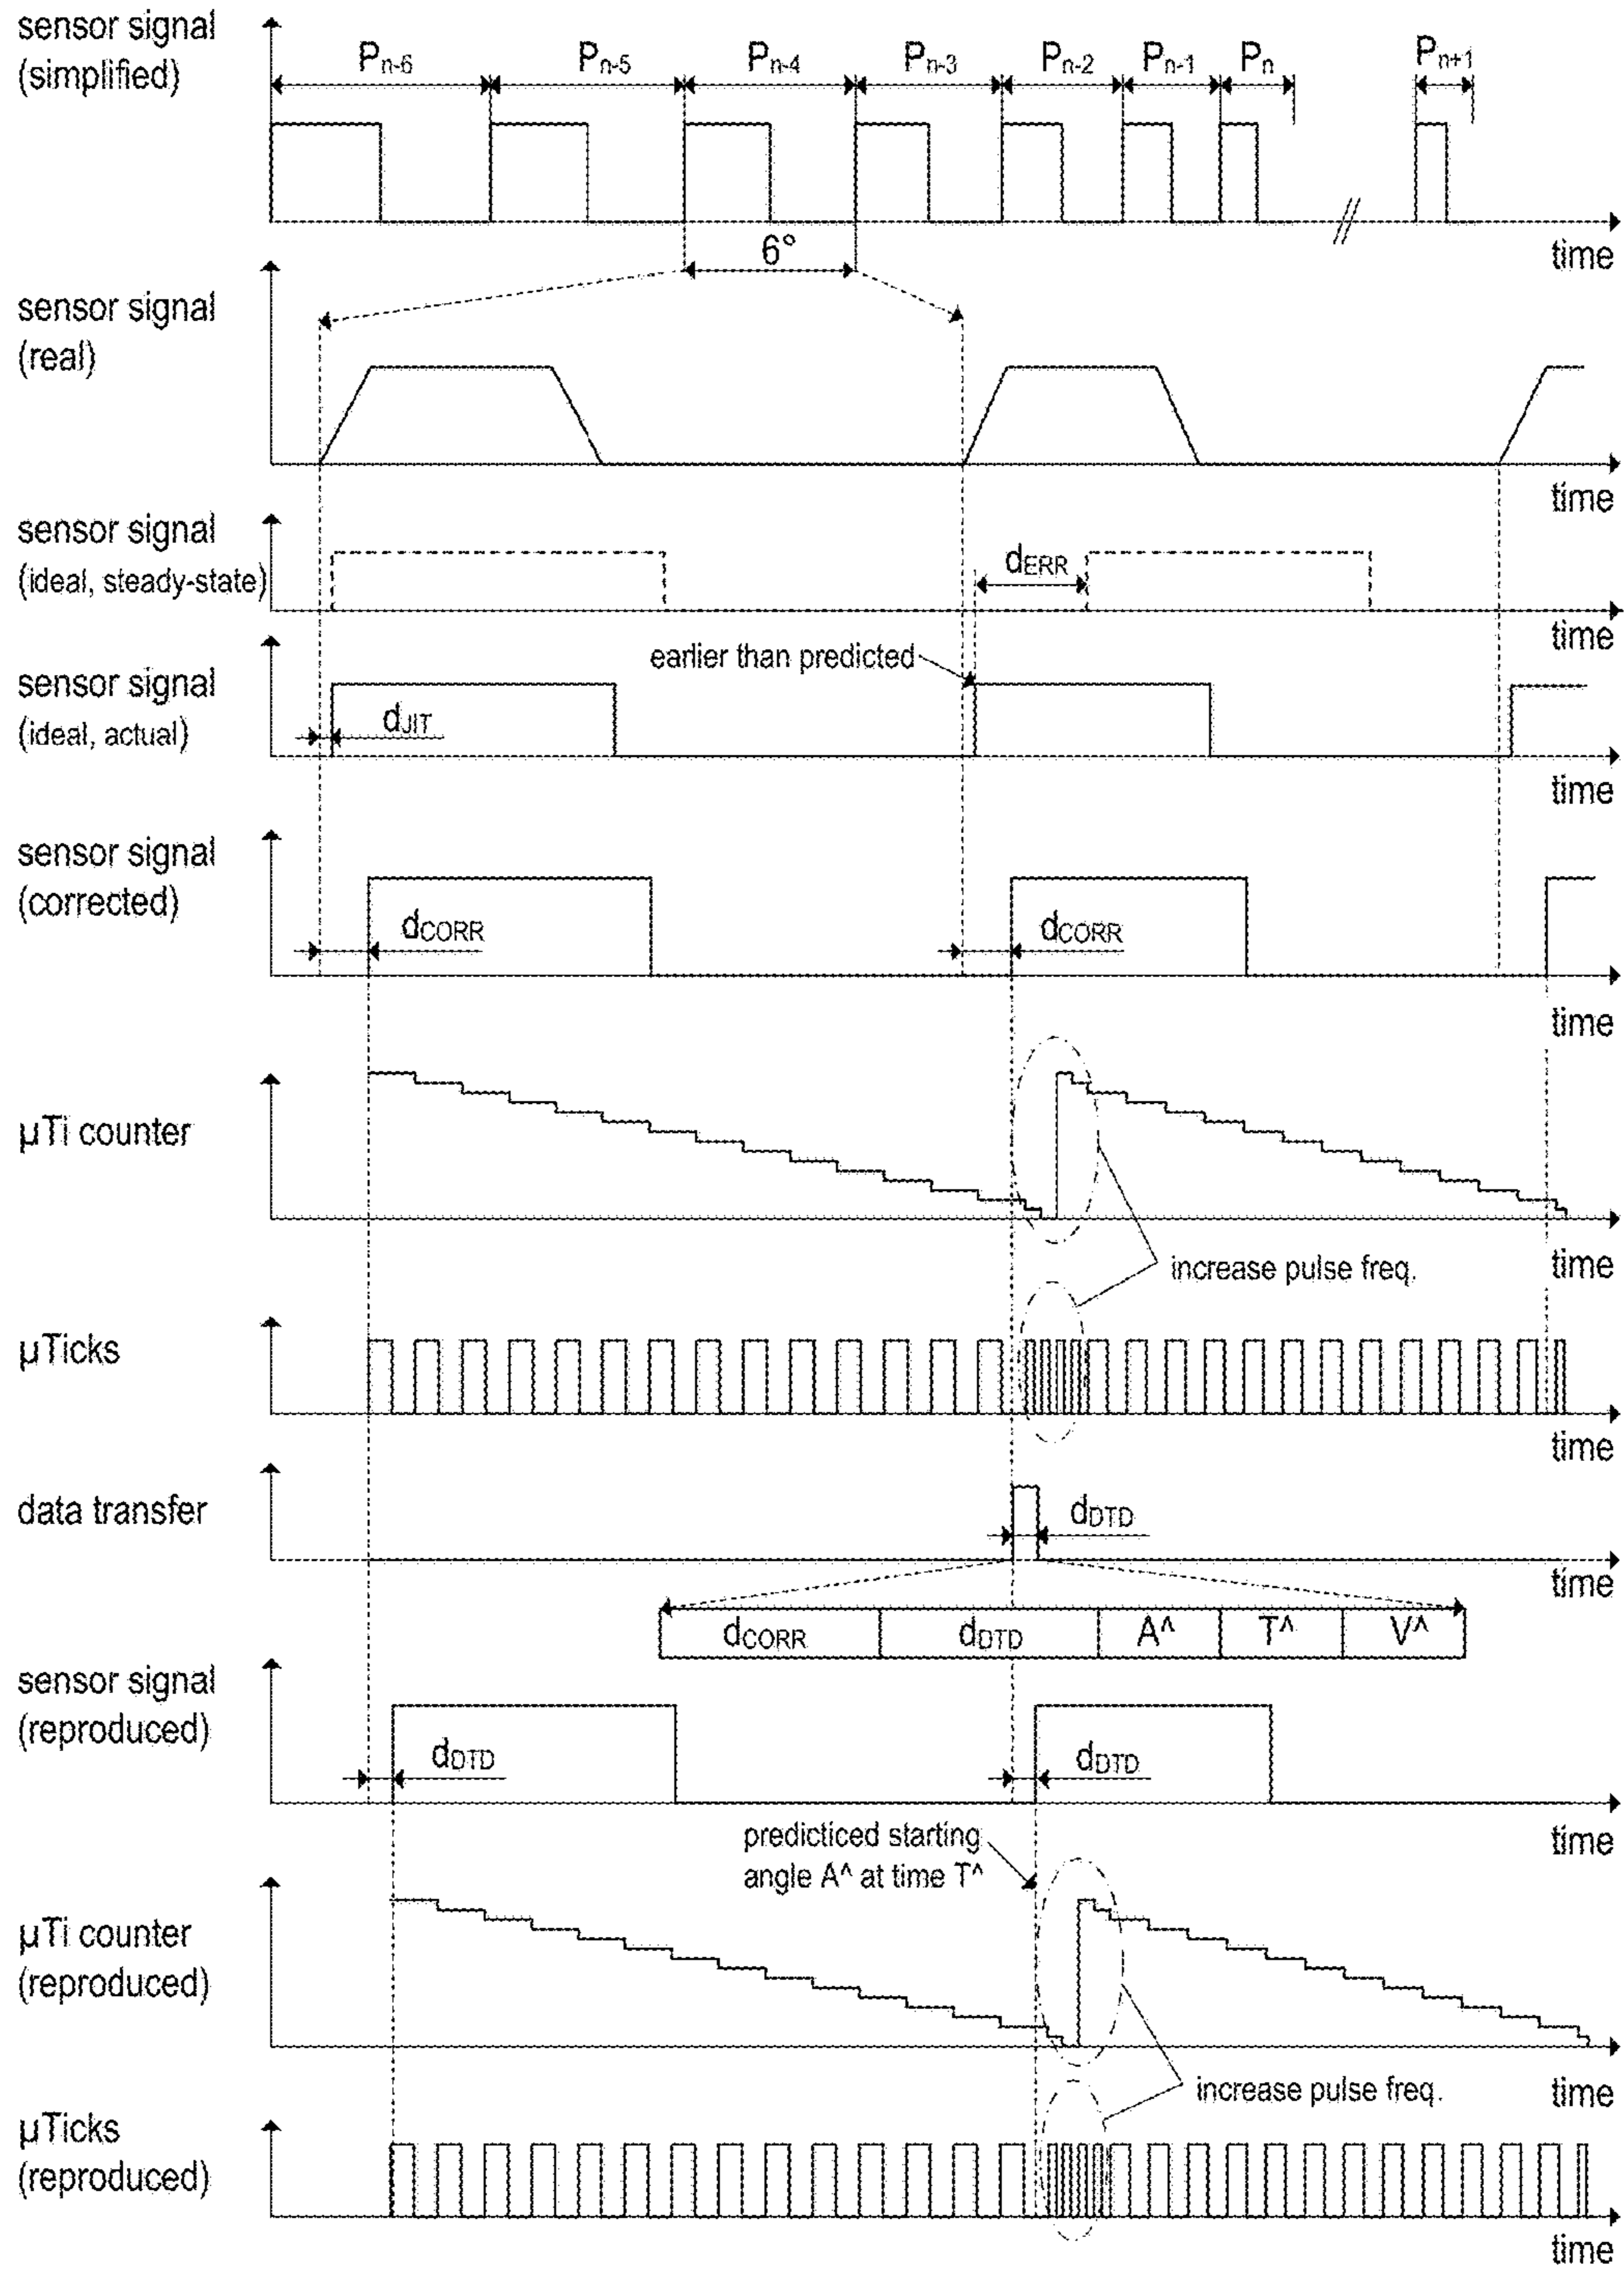 sensor signal
(simplified)
Pn-6
Pn-5
Pn-4
Pn-3
Pn-2
Pn-1
Pn
Pn+1
time
6°
sensor signal
(real)
time
sensor signal
(ideal, steady-state)
dERR
time
earlier than predicted
sensor signal
(ideal, actual)
dJIT
time
sensor signal
(corrected)
dCORR
dCORR
time
µTi counter
time
increase pulse freq.
µTicks
time
data transfer
dDTD
time
dCORR
dDTD
A^
T^
V^
sensor signal
(reproduced)
dDTD
dDTD
time
predicticed starting
angle A^ at time T^
µTi counter
(reproduced)
time
increase pulse freq.
µTicks
(reproduced)
time